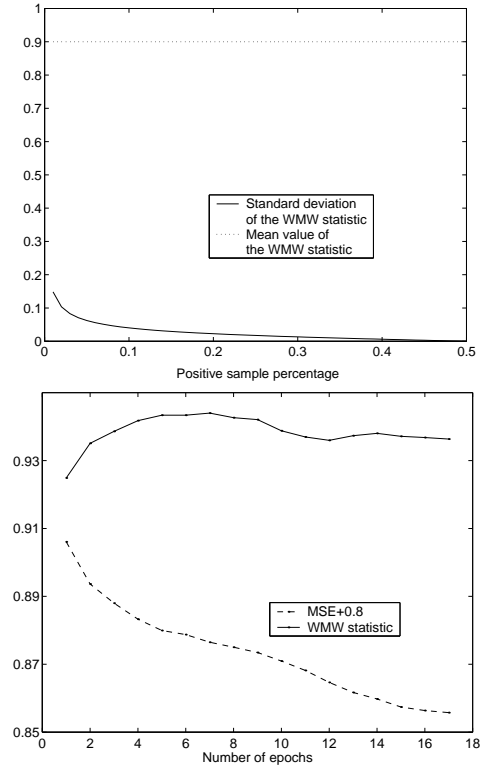 1
0.9
0.8
0.7
0.6
0.5
0.4
0.3
0.2
0.1
0
Standard deviation
of the WMW statistic
Mean value of
the WMW statistic
0 0.1 0.2 0.3 0.4 0.5
Positive sample percentage
0.93
0.91
0.89
0.87
0.85
MSE+0.8
WMW statistic
0 2 4 6 8 10 12 14 16 18
Number of epochs